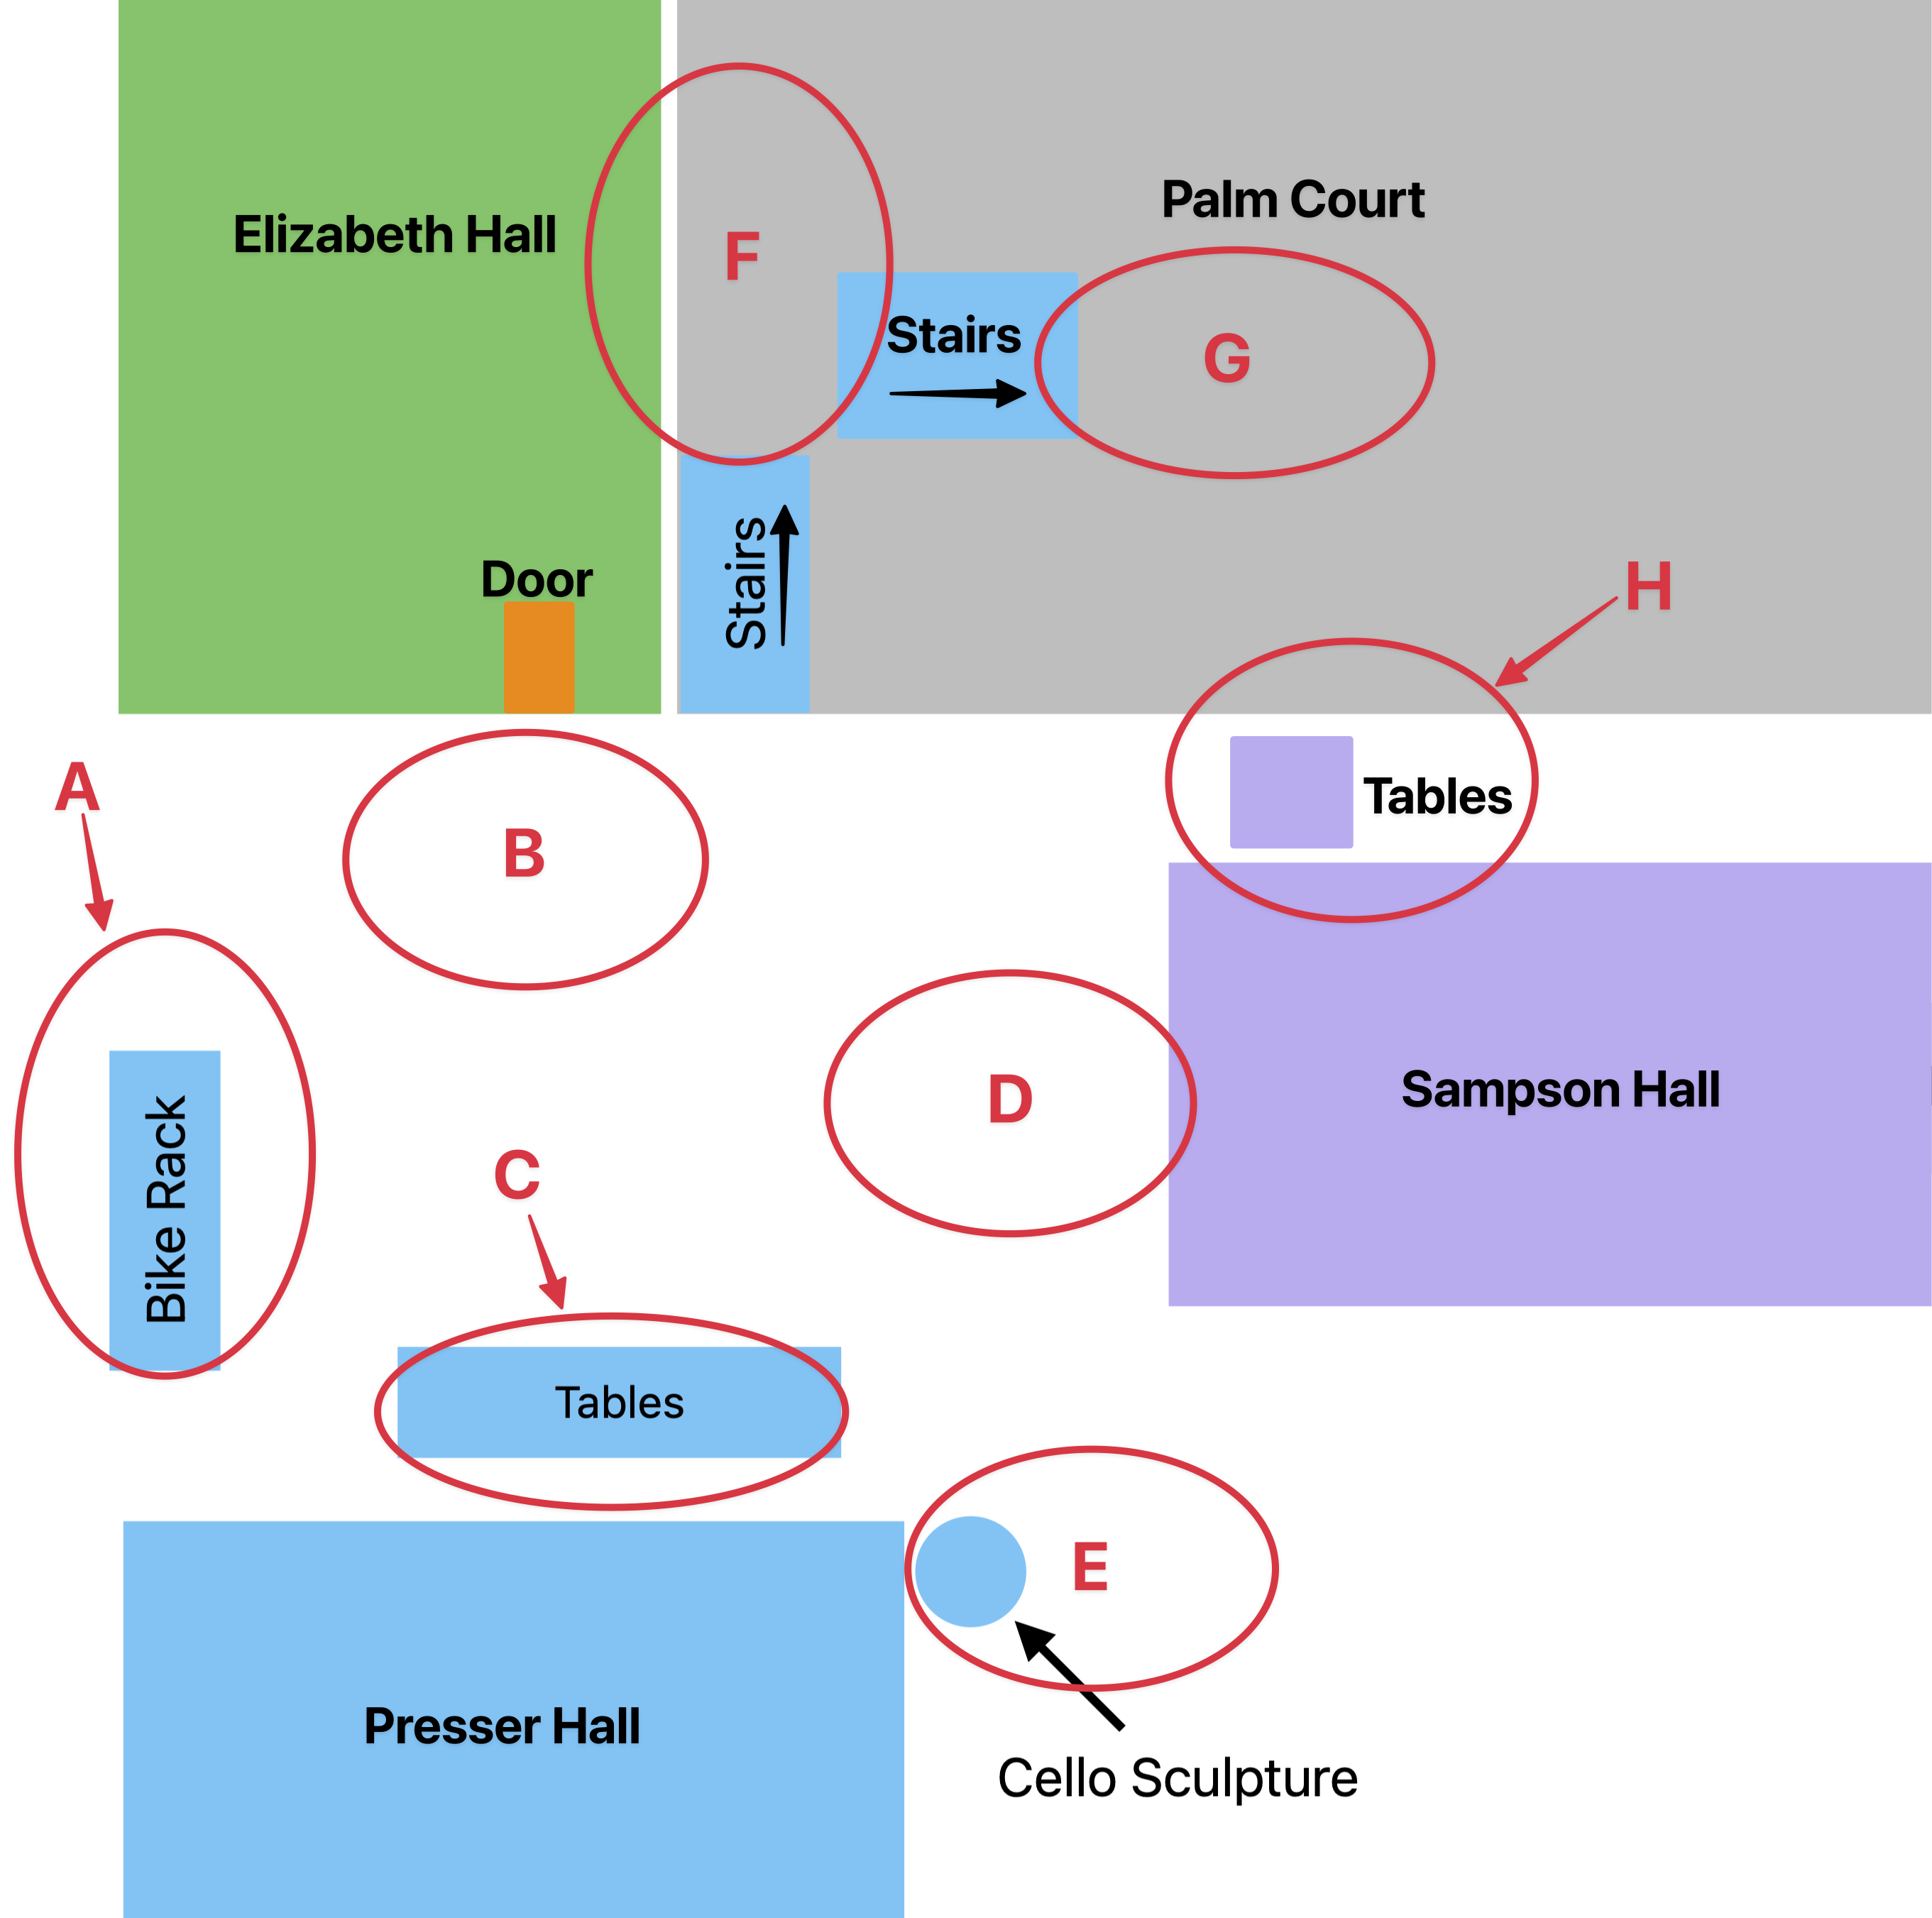 Palm Court
Elizabeth Hall
F
Stairs
G
Door
Stairs
H
A
Tables
B
D
Sampson Hall
Bike Rack
C
Tables
E
Presser Hall
Cello Sculpture